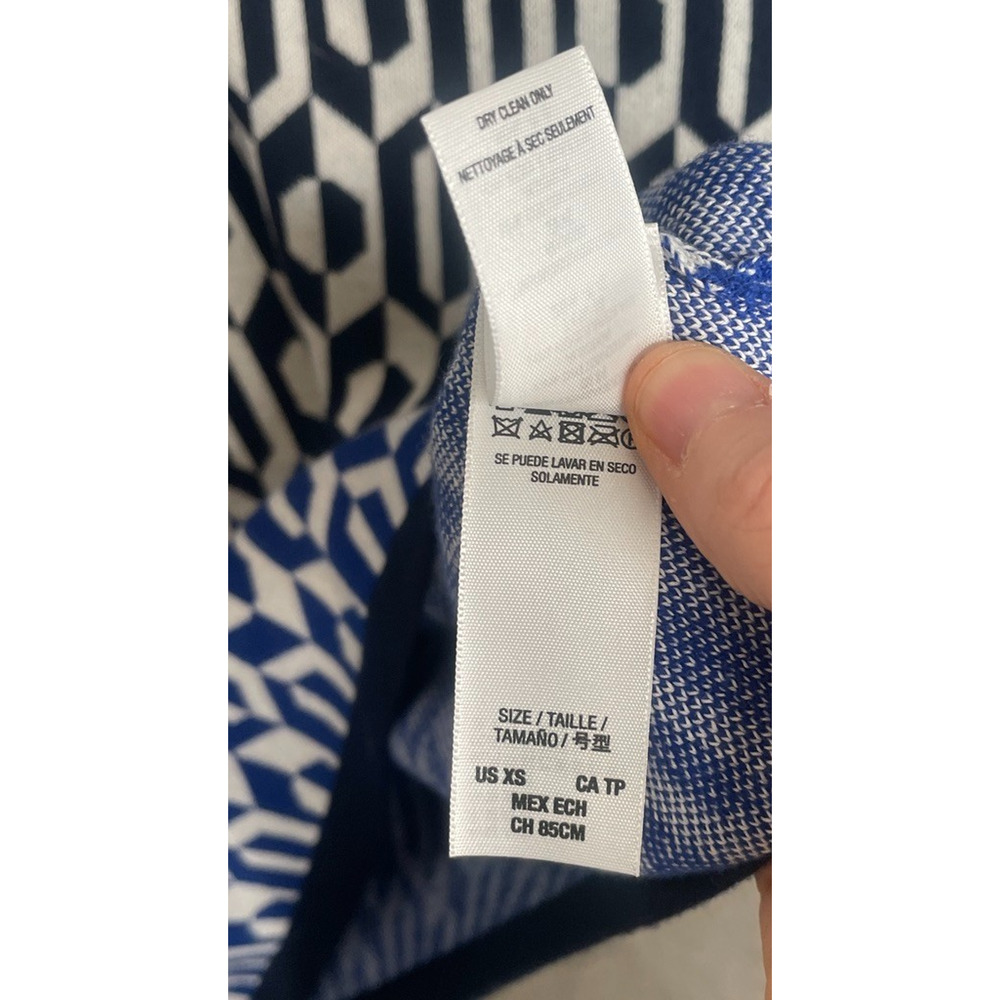 DRY CLEAN ONLY
NETTOYAGE À SEC SEULEMENT
SE PUEDE LAVAR EN SECO
SOLAMENTE
SIZE / TAILLE /
TAMAÑO / 号型
US XS CA TP
MEX ECH
CH 85CM